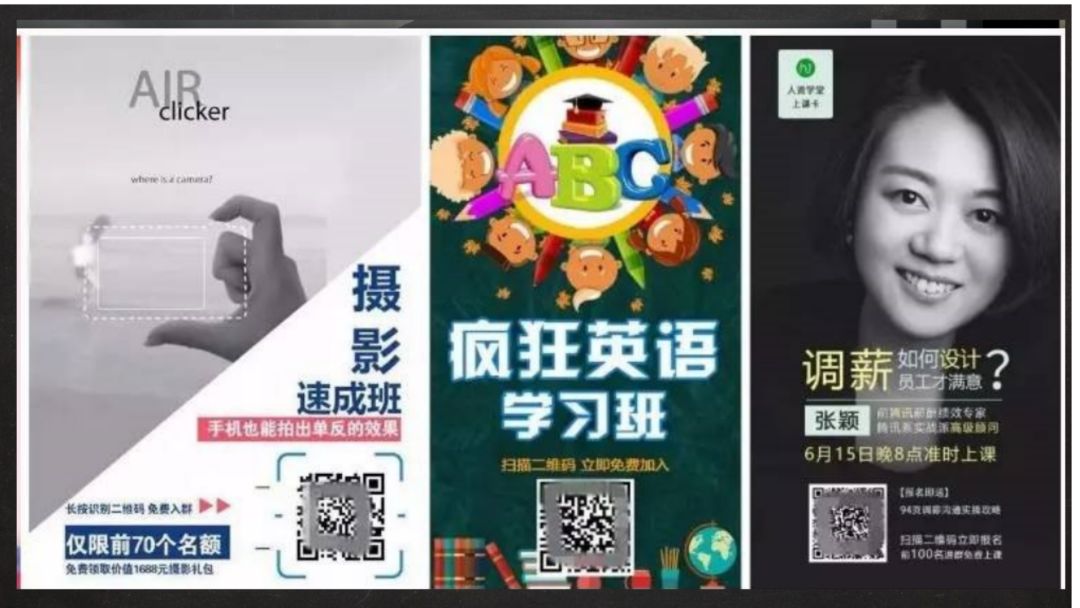 AIR
clicker
where is a camera?
摄
影
速成班
手机也能拍出单反的效果
长按识别二维码 免费入群
仅限前70个名额
免费领取价值1688元摄影礼包
ABC
疯狂英语
学习班
扫描二维码 立即免费加入
人资学堂
上课卡
调薪如何设计
员工才满意?
张颖
前腾讯薪酬绩效专家
腾讯系实战派高级顾问
6月15日晚8点准时上课
【报名即送】
94页调薪沟通实操攻略
扫描二维码立即报名
前100名进群免费上课